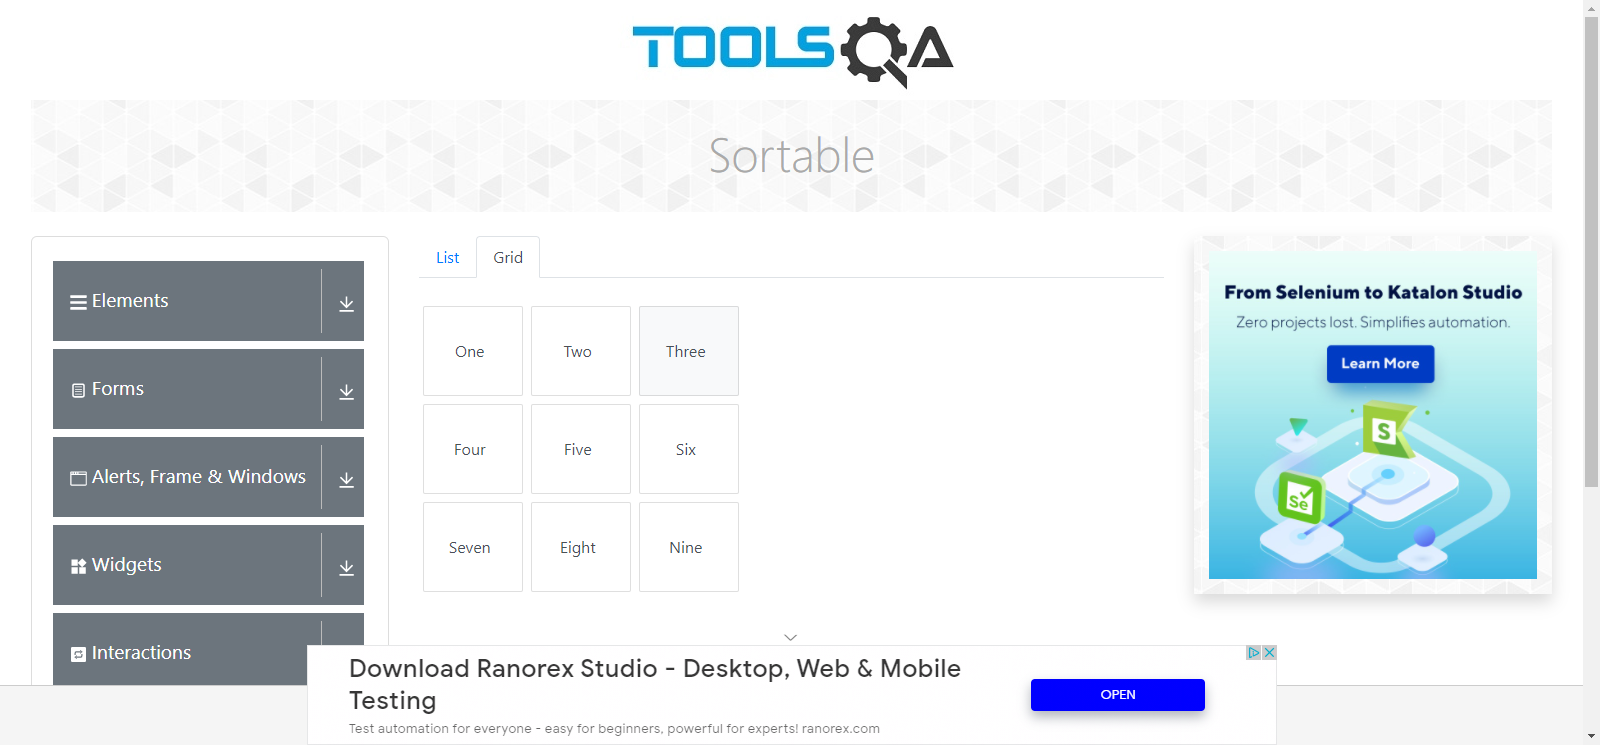 TOOLSQA
Sortable
Elements
Forms
Alerts, Frame & Windows
Widgets
Interactions
List
Grid
One
Two
Three
Four
Five
Six
Seven
Eight
Nine
From Selenium to Katalon Studio
Zero projects lost. Simplifies automation.
Learn More
S
Se
Download Ranorex Studio - Desktop, Web & Mobile
Testing
Test automation for everyone - easy for beginners, powerful for experts! ranorex.com
OPEN